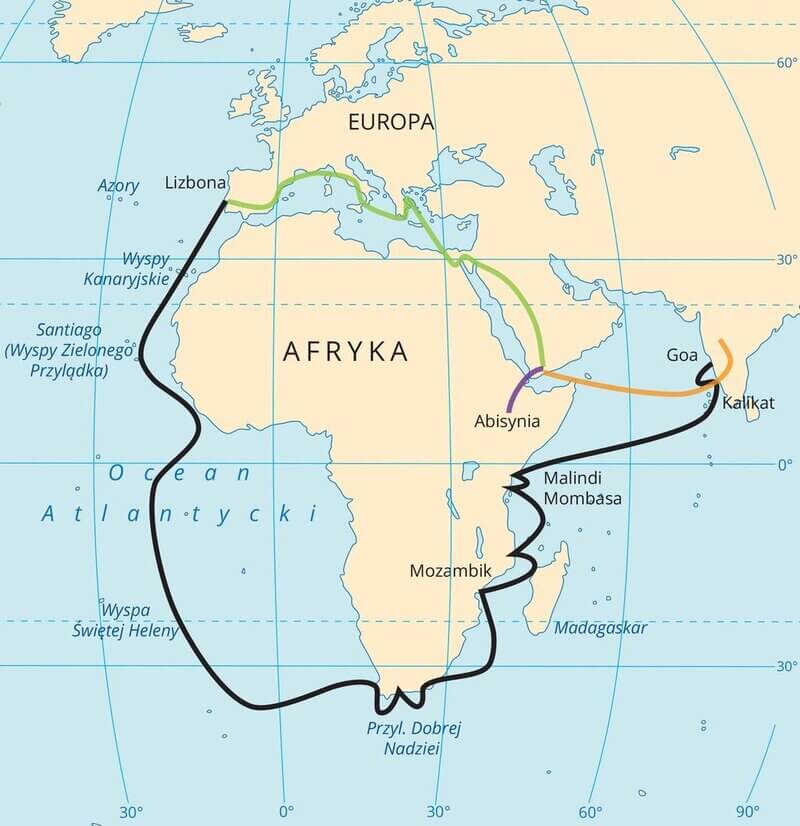 60°
EUROPA
Azory
Lizbona
Wyspy
Kanaryjskie
30°
Santiago
(Wyspy Zielonego
Przylądka)
AFRYKA
Goa
Kalikat
Abisynia
Ocean
Atlantycki
0°
Malindi
Mombasa
Mozambik
Wyspa
Świętej Heleny
Madagaskar
30°
Przyl. Dobrej
Nadziei
30°
0°
30°
60°
90°